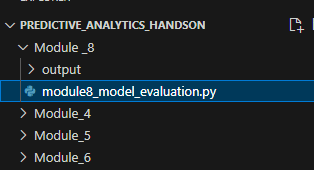 PREDICTIVE_ANALYTICS_HANDSON
Module _8
output
module8_model_evaluation.py
Module_4
Module_5
Module_6